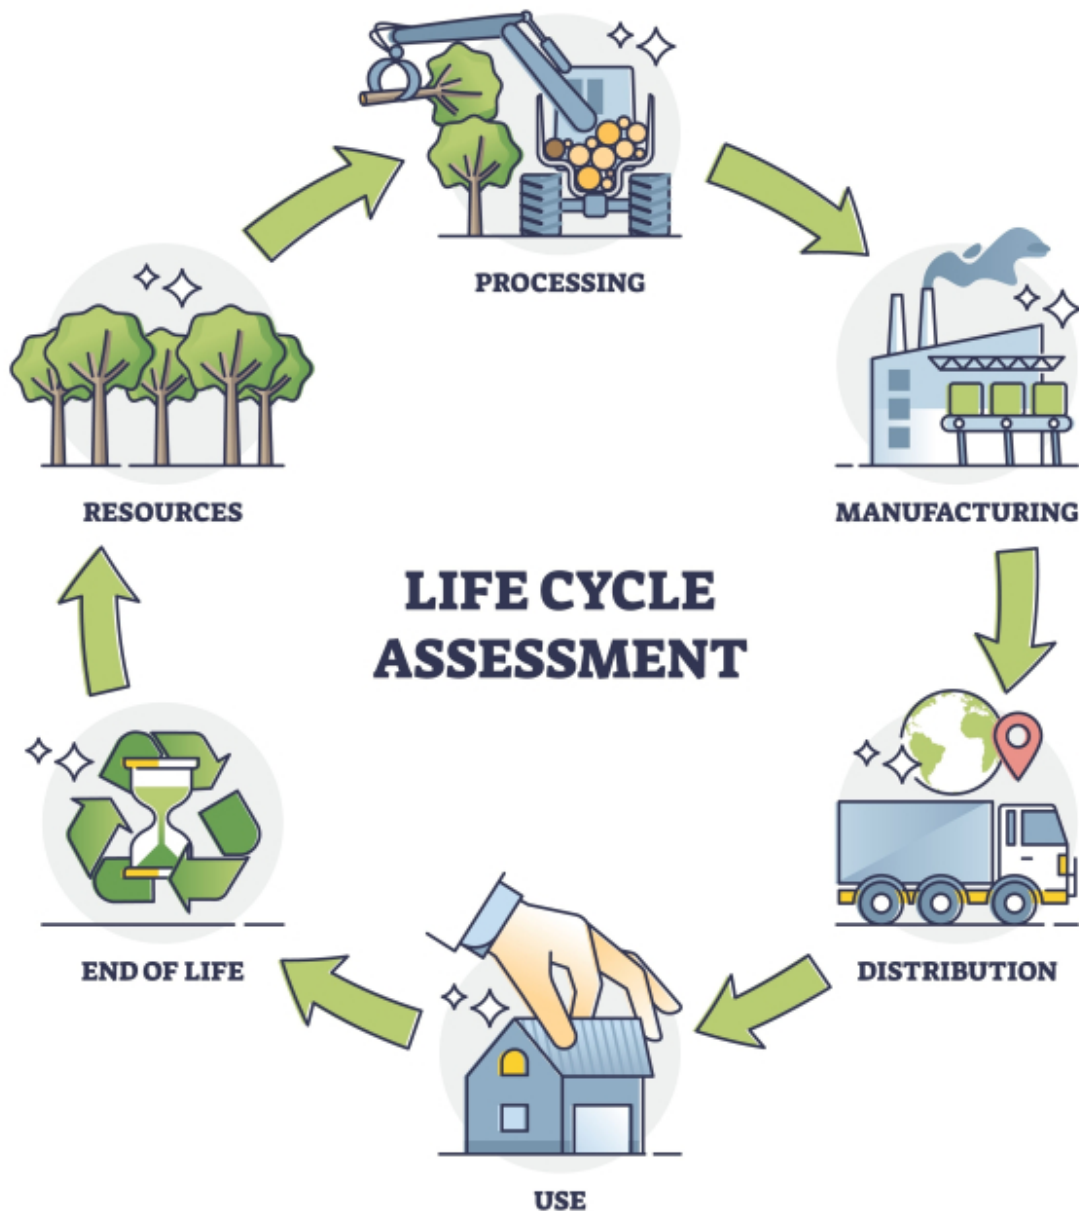 PROCESSING
RESOURCES
MANUFACTURING
LIFE CYCLE
ASSESSMENT
END OF LIFE
DISTRIBUTION
USE